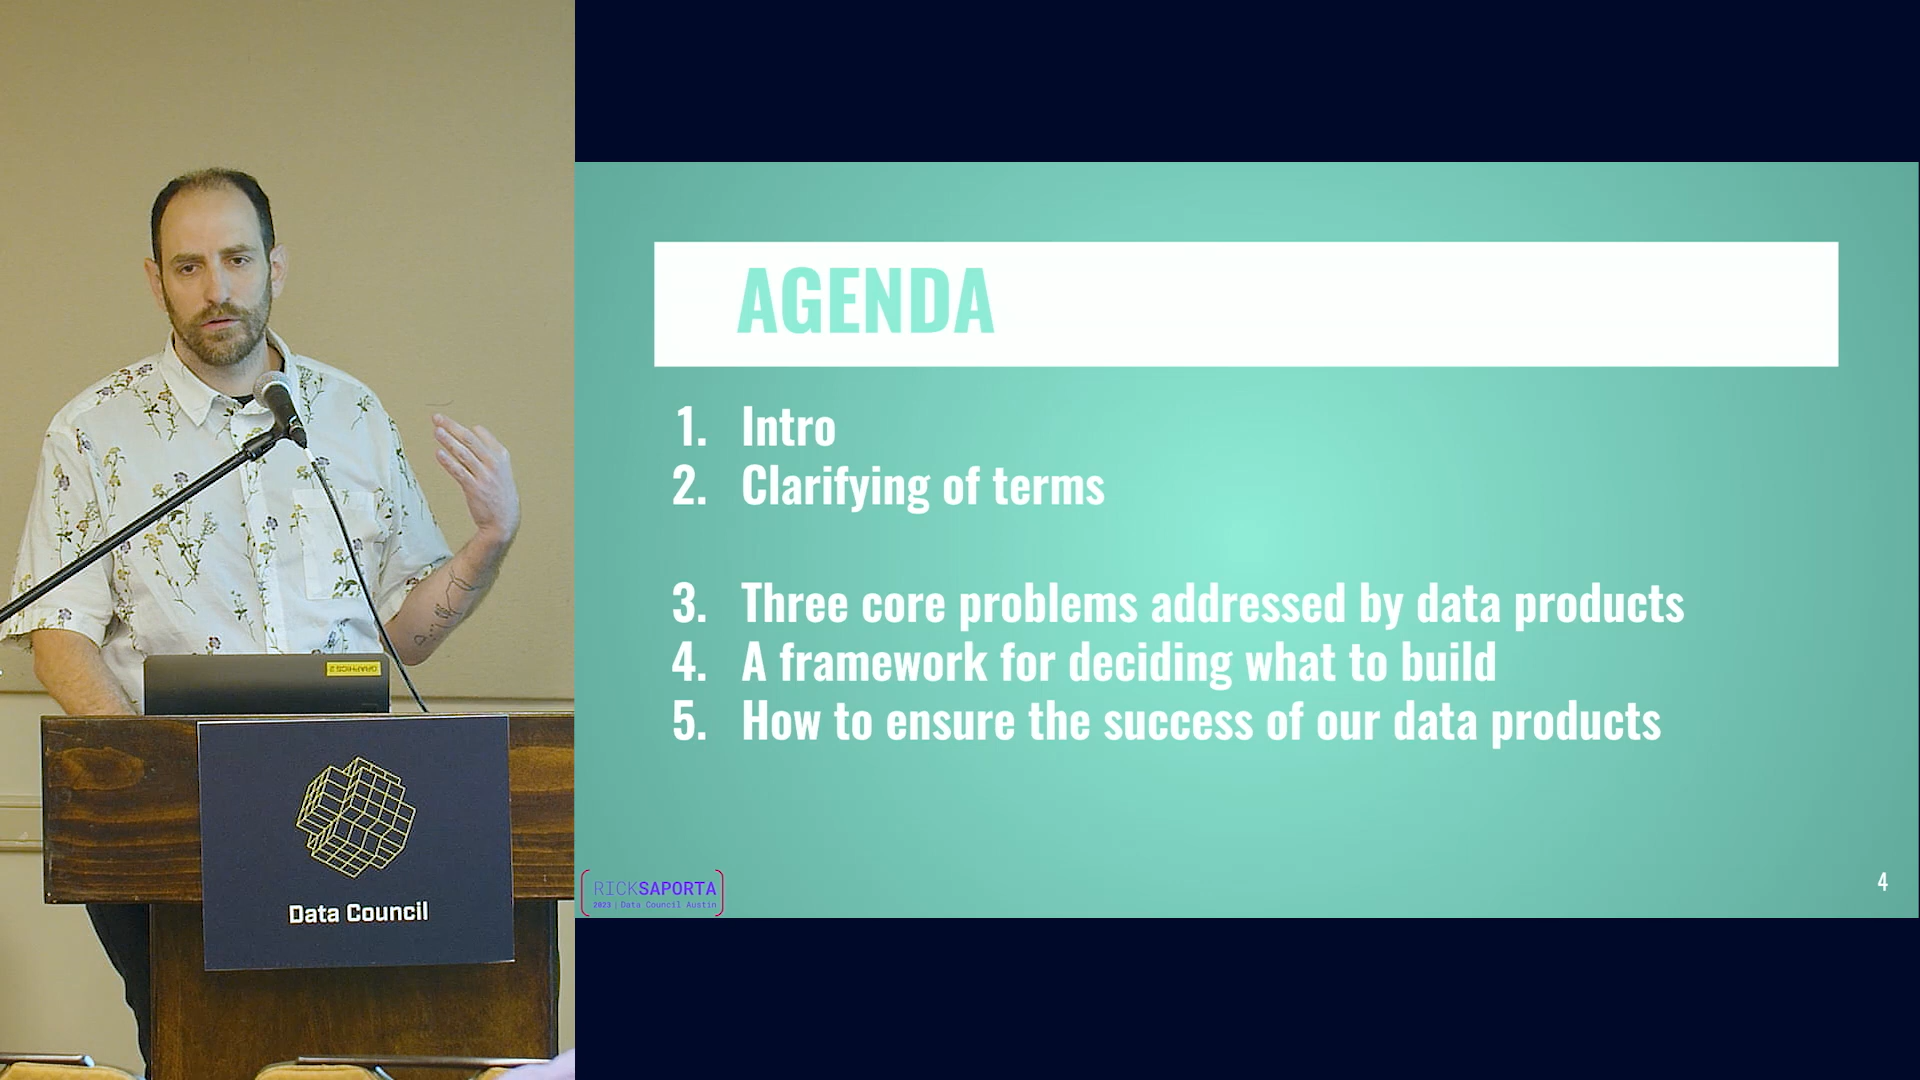 AGENDA
1. Intro
2. Clarifying of terms
3. Three core problems addressed by data products
4. A framework for deciding what to build
5. How to ensure the success of our data products
RICKSAPORTA
2023 | Data Council Austin
4
GRAPHICS 2
Data Council